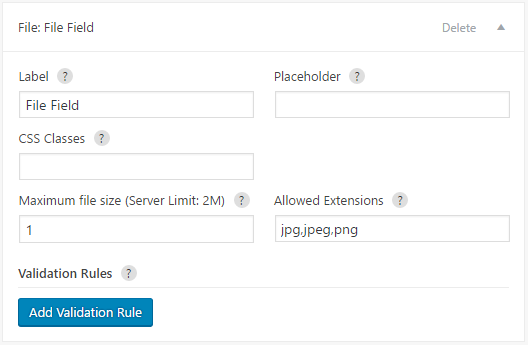 File: File Field Delete
Label ? Placeholder ?
File Field
CSS Classes ?
Maximum file size (Server Limit: 2M) ? Allowed Extensions ?
1 jpg,jpeg,png
Validation Rules ?
Add Validation Rule